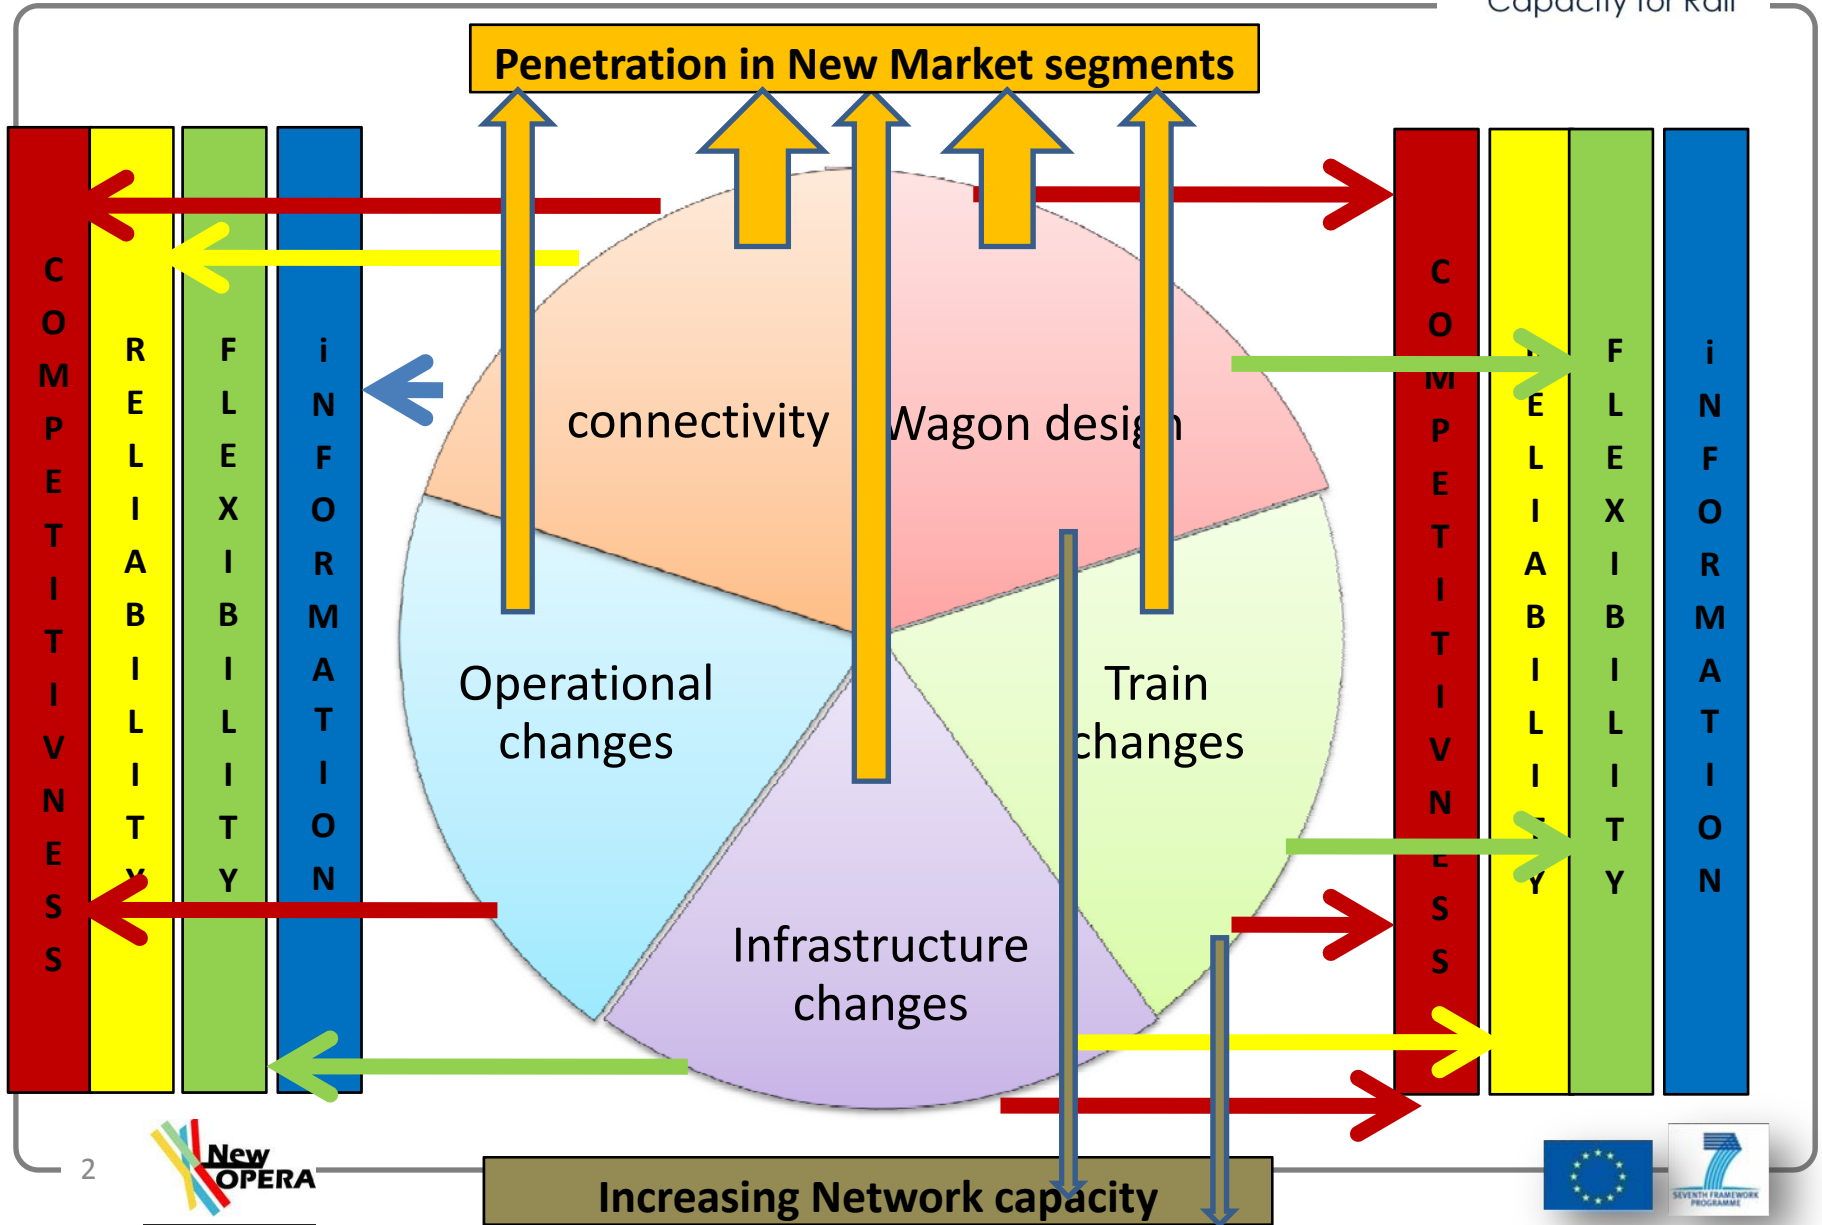 Capacity for Rail
Penetration in New Market segments
COMPETITIVNESS
RELIABILITY
FLEXIBILITY
iNFORMATION
connectivity
Wagon design
Operational
changes
Train
changes
Infrastructure
changes
COMPETITIVNESS
RELIABILITY
FLEXIBILITY
iNFORMATION
2
New
OPERA
Increasing Network capacity
SEVENTH FRAMEWORK
PROGRAMME